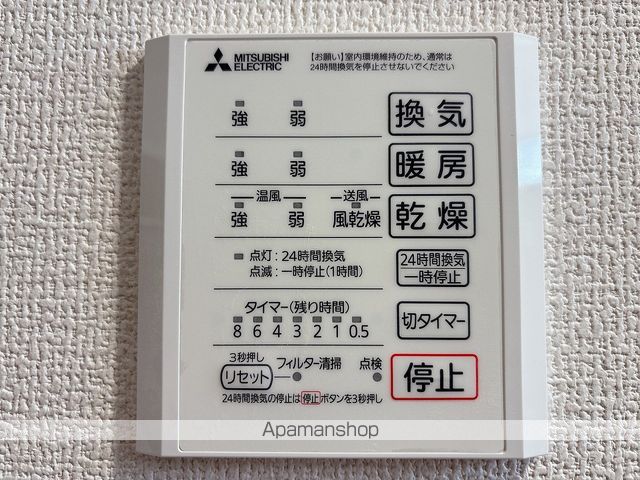 MITSUBISHI
ELECTRIC
【お願い】室内環境維持のため、通常は
24時間換気を停止させないでください
強 弱 換気
強 弱 暖房
温風 送風
強 弱 風乾燥 乾燥
点灯：24時間換気
点滅：一時停止(1時間)
24時間換気
一時停止
タイマー(残り時間)
8 6 4 3 2 1 0.5
切タイマー
3秒押し
リセット フィルター清掃 点検
停止
24時間換気の停止は停止ボタンを3秒押し
Apamanshop